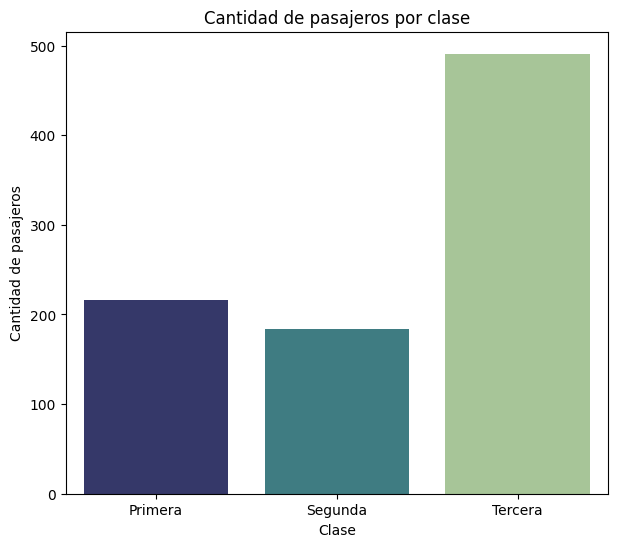 Cantidad de pasajeros por clase
Cantidad de pasajeros
500
400
300
200
100
0
Primera
Segunda
Tercera
Clase